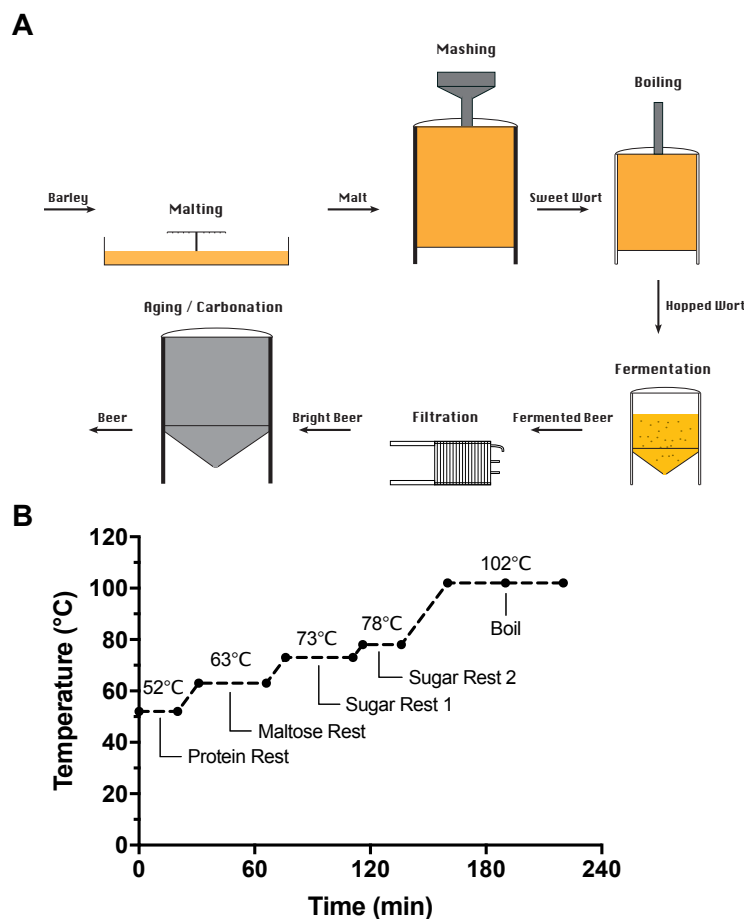 A
Mashing
Boiling
Barley
Malting
Malt
Sweet Wort
Hopped Wort
Aging / Carbonation
Fermentation
Beer
Bright Beer
Filtration
Fermented Beer
B
Temperature (°C)
120
100
80
60
40
20
0
102°C
Boil
78°C
Sugar Rest 2
73°C
Sugar Rest 1
63°C
Maltose Rest
52°C
Protein Rest
0
60
120
180
240
Time (min)